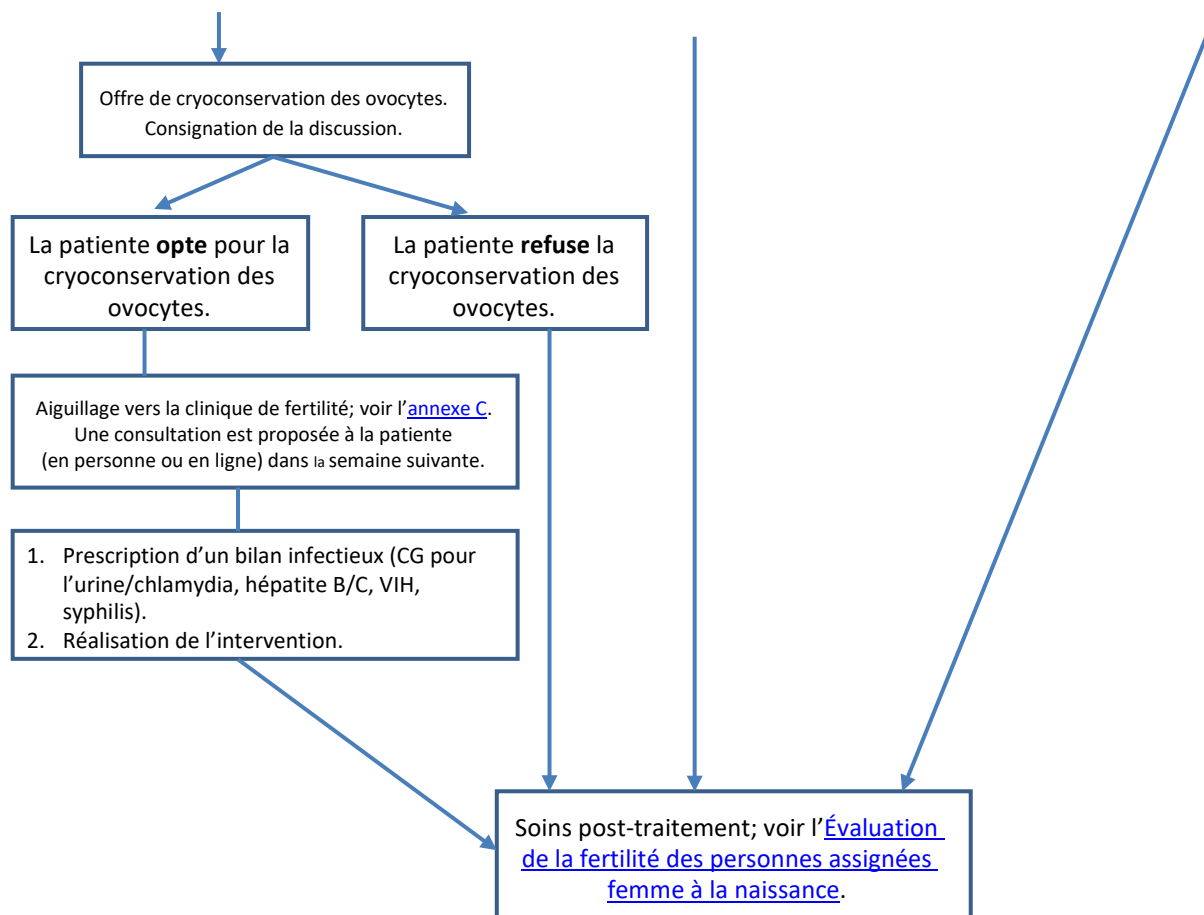 Offre de cryoconservation des ovocytes.
Consignation de la discussion.
La patiente opte pour la
cryoconservation des
ovocytes.
La patiente refuse la
cryoconservation des
ovocytes.
Aiguillage vers la clinique de fertilité; voir l’annexe C.
Une consultation est proposée à la patiente
(en personne ou en ligne) dans la semaine suivante.
1. Prescription d’un bilan infectieux (CG pour
l’urine/chlamydia, hépatite B/C, VIH,
syphilis).
2. Réalisation de l’intervention.
Soins post-traitement; voir l’Évaluation
de la fertilité des personnes assignées
femme à la naissance.